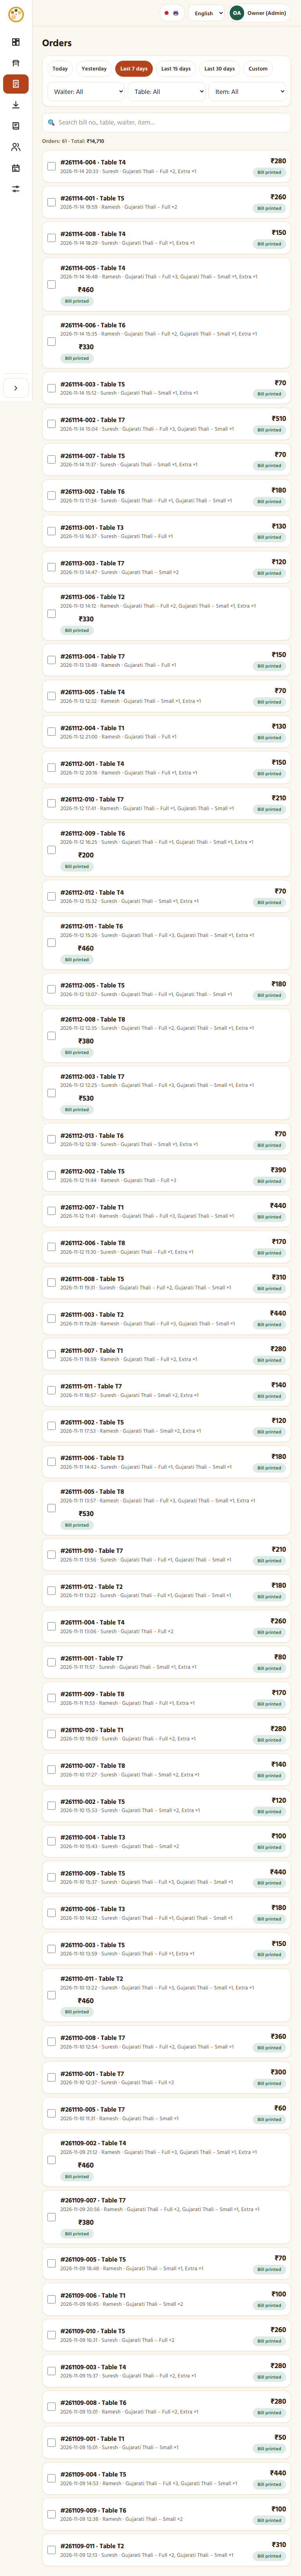 English
OA
Owner (Admin)
Orders
Today
Yesterday
Last 7 days
Last 15 days
Last 30 days
Custom
Waiter: All
Table: All
Item: All
Search bill no., table, waiter, item...
Orders: 61 · Total: ₹14,710
#261114-004 · Table T4
₹280
2026-11-14 20:33 · Suresh · Gujarati Thali – Full ×2, Extra ×1
Bill printed
#261114-001 · Table T5
₹260
2026-11-14 19:59 · Ramesh · Gujarati Thali – Full ×2
Bill printed
#261114-008 · Table T4
₹150
2026-11-14 18:29 · Suresh · Gujarati Thali – Full ×1, Extra ×1
Bill printed
#261114-005 · Table T4
2026-11-14 16:48 · Ramesh · Gujarati Thali – Full ×3, Gujarati Thali – Small ×1, Extra ×1
₹460
Bill printed
#261114-006 · Table T6
2026-11-14 15:35 · Ramesh · Gujarati Thali – Full ×2, Gujarati Thali – Small ×1, Extra ×1
₹330
Bill printed
#261114-003 · Table T5
₹70
2026-11-14 15:12 · Suresh · Gujarati Thali – Small ×1, Extra ×1
Bill printed
#261114-002 · Table T7
₹510
2026-11-14 15:04 · Suresh · Gujarati Thali – Full ×3, Gujarati Thali – Small ×1
Bill printed
#261114-007 · Table T5
₹70
2026-11-14 11:37 · Suresh · Gujarati Thali – Small ×1, Extra ×1
Bill printed
#261113-002 · Table T6
₹180
2026-11-13 17:34 · Suresh · Gujarati Thali – Full ×1, Gujarati Thali – Small ×1
Bill printed
#261113-001 · Table T3
₹130
2026-11-13 16:37 · Suresh · Gujarati Thali – Full ×1
Bill printed
#261113-003 · Table T7
₹120
2026-11-13 14:47 · Suresh · Gujarati Thali – Small ×2
Bill printed
#261113-006 · Table T2
2026-11-13 14:12 · Ramesh · Gujarati Thali – Full ×2, Gujarati Thali – Small ×1, Extra ×1
₹330
Bill printed
#261113-004 · Table T7
₹150
2026-11-13 13:48 · Ramesh · Gujarati Thali – Full ×1
Bill printed
#261113-005 · Table T4
₹70
2026-11-13 12:32 · Ramesh · Gujarati Thali – Small ×1, Extra ×1
Bill printed
#261112-004 · Table T1
₹130
2026-11-12 21:00 · Ramesh · Gujarati Thali – Full ×1
Bill printed
#261112-001 · Table T4
₹150
2026-11-12 20:16 · Ramesh · Gujarati Thali – Full ×1, Extra ×1
Bill printed
#261112-010 · Table T7
₹210
2026-11-12 17:41 · Ramesh · Gujarati Thali – Full ×1, Gujarati Thali – Small ×1
Bill printed
#261112-009 · Table T6
2026-11-12 16:25 · Suresh · Gujarati Thali – Full ×1, Gujarati Thali – Small ×1, Extra ×1
₹200
Bill printed
#261112-012 · Table T4
₹70
2026-11-12 15:32 · Suresh · Gujarati Thali – Small ×1, Extra ×1
Bill printed
#261112-011 · Table T6
2026-11-12 15:26 · Suresh · Gujarati Thali – Full ×3, Gujarati Thali – Small ×1, Extra ×1
₹460
Bill printed
#261112-005 · Table T5
₹180
2026-11-12 13:07 · Suresh · Gujarati Thali – Full ×1, Gujarati Thali – Small ×1
Bill printed
#261112-008 · Table T8
2026-11-12 12:35 · Suresh · Gujarati Thali – Full ×2, Gujarati Thali – Small ×1, Extra ×1
₹380
Bill printed
#261112-003 · Table T7
2026-11-12 12:25 · Suresh · Gujarati Thali – Full ×3, Gujarati Thali – Small ×1, Extra ×1
₹530
Bill printed
#261112-013 · Table T6
₹70
2026-11-12 12:18 · Suresh · Gujarati Thali – Small ×1, Extra ×1
Bill printed
#261112-002 · Table T5
₹390
2026-11-12 11:44 · Ramesh · Gujarati Thali – Full ×3
Bill printed
#261112-007 · Table T1
₹440
2026-11-12 11:41 · Ramesh · Gujarati Thali – Full ×3, Gujarati Thali – Small ×1
Bill printed
#261112-006 · Table T8
₹170
2026-11-12 11:30 · Suresh · Gujarati Thali – Full ×1, Extra ×1
Bill printed
#261111-008 · Table T5
₹310
2026-11-11 19:31 · Suresh · Gujarati Thali – Full ×2, Gujarati Thali – Small ×1
Bill printed
#261111-003 · Table T2
₹440
2026-11-11 19:28 · Ramesh · Gujarati Thali – Full ×3, Gujarati Thali – Small ×1
Bill printed
#261111-007 · Table T1
₹280
2026-11-11 18:59 · Ramesh · Gujarati Thali – Full ×2, Extra ×1
Bill printed
#261111-011 · Table T7
₹140
2026-11-11 18:57 · Suresh · Gujarati Thali – Small ×2, Extra ×1
Bill printed
#261111-002 · Table T5
₹120
2026-11-11 17:53 · Ramesh · Gujarati Thali – Small ×2, Extra ×1
Bill printed
#261111-006 · Table T3
₹180
2026-11-11 14:42 · Suresh · Gujarati Thali – Full ×1, Gujarati Thali – Small ×1
Bill printed
#261111-005 · Table T8
2026-11-11 13:57 · Ramesh · Gujarati Thali – Full ×3, Gujarati Thali – Small ×1, Extra ×1
₹530
Bill printed
#261111-010 · Table T7
₹210
2026-11-11 13:56 · Suresh · Gujarati Thali – Full ×1, Gujarati Thali – Small ×1
Bill printed
#261111-012 · Table T2
₹180
2026-11-11 13:22 · Suresh · Gujarati Thali – Full ×1, Gujarati Thali – Small ×1
Bill printed
#261111-004 · Table T4
₹260
2026-11-11 13:06 · Suresh · Gujarati Thali – Full ×2
Bill printed
#261111-001 · Table T7
₹80
2026-11-11 11:57 · Suresh · Gujarati Thali – Small ×1, Extra ×1
Bill printed
#261111-009 · Table T8
₹170
2026-11-11 11:53 · Ramesh · Gujarati Thali – Full ×1, Extra ×1
Bill printed
#261110-010 · Table T1
₹280
2026-11-10 19:09 · Suresh · Gujarati Thali – Full ×2, Extra ×1
Bill printed
#261110-007 · Table T8
₹140
2026-11-10 17:27 · Suresh · Gujarati Thali – Small ×2, Extra ×1
Bill printed
#261110-002 · Table T5
₹120
2026-11-10 15:53 · Suresh · Gujarati Thali – Small ×2, Extra ×1
Bill printed
#261110-004 · Table T3
₹100
2026-11-10 15:43 · Suresh · Gujarati Thali – Small ×2
Bill printed
#261110-009 · Table T5
₹440
2026-11-10 15:37 · Suresh · Gujarati Thali – Full ×3, Gujarati Thali – Small ×1
Bill printed
#261110-006 · Table T3
₹180
2026-11-10 14:32 · Suresh · Gujarati Thali – Full ×1, Gujarati Thali – Small ×1
Bill printed
#261110-003 · Table T5
₹150
2026-11-10 13:59 · Suresh · Gujarati Thali – Full ×1, Extra ×1
Bill printed
#261110-011 · Table T2
2026-11-10 13:22 · Suresh · Gujarati Thali – Full ×3, Gujarati Thali – Small ×1, Extra ×1
₹460
Bill printed
#261110-008 · Table T7
₹360
2026-11-10 12:54 · Suresh · Gujarati Thali – Full ×2, Gujarati Thali – Small ×1
Bill printed
#261110-001 · Table T7
₹300
2026-11-10 12:37 · Suresh · Gujarati Thali – Full ×2
Bill printed
#261110-005 · Table T7
₹60
2026-11-10 11:31 · Ramesh · Gujarati Thali – Small ×1
Bill printed
#261109-002 · Table T4
2026-11-09 21:12 · Ramesh · Gujarati Thali – Full ×3, Gujarati Thali – Small ×1, Extra ×1
₹460
Bill printed
#261109-007 · Table T7
2026-11-09 20:56 · Ramesh · Gujarati Thali – Full ×2, Gujarati Thali – Small ×1, Extra ×1
₹380
Bill printed
#261109-005 · Table T5
₹70
2026-11-09 18:48 · Ramesh · Gujarati Thali – Small ×1, Extra ×1
Bill printed
#261109-006 · Table T1
₹100
2026-11-09 16:45 · Ramesh · Gujarati Thali – Small ×2
Bill printed
#261109-010 · Table T5
₹260
2026-11-09 16:31 · Suresh · Gujarati Thali – Full ×2
Bill printed
#261109-003 · Table T4
₹280
2026-11-09 15:37 · Suresh · Gujarati Thali – Full ×2, Extra ×1
Bill printed
#261109-008 · Table T6
₹280
2026-11-09 15:01 · Ramesh · Gujarati Thali – Full ×2, Extra ×1
Bill printed
#261109-001 · Table T1
₹50
2026-11-09 15:01 · Suresh · Gujarati Thali – Small ×1
Bill printed
#261109-004 · Table T5
₹440
2026-11-09 14:53 · Ramesh · Gujarati Thali – Full ×3, Gujarati Thali – Small ×1
Bill printed
#261109-009 · Table T6
₹100
2026-11-09 12:38 · Ramesh · Gujarati Thali – Small ×2
Bill printed
#261109-011 · Table T2
₹310
2026-11-09 12:13 · Suresh · Gujarati Thali – Full ×2, Gujarati Thali – Small ×1
Bill printed